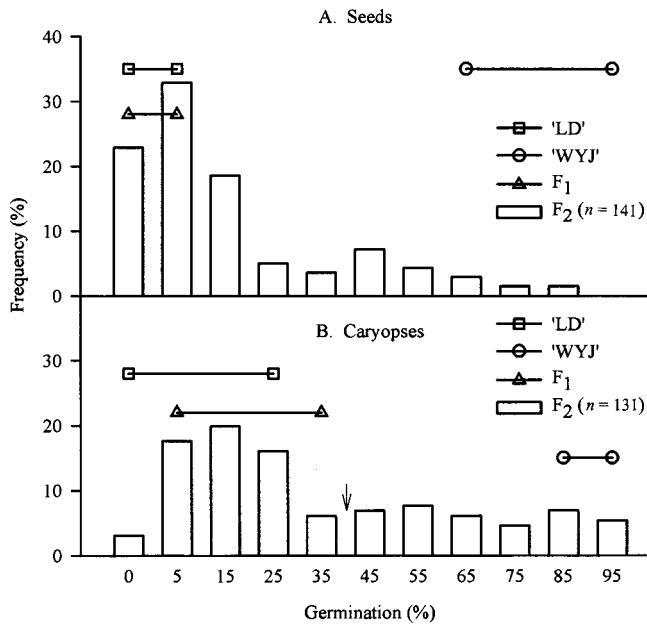 A. Seeds
40
30
20
10
0
'LD'
'WYJ'
F₁
F₂ (n = 141)
Frequency (%)
B. Caryopses
30
20
10
0
'LD'
'WYJ'
F₁
F₂ (n = 131)
0 5 15 25 35 45 55 65 75 85 95
Germination (%)